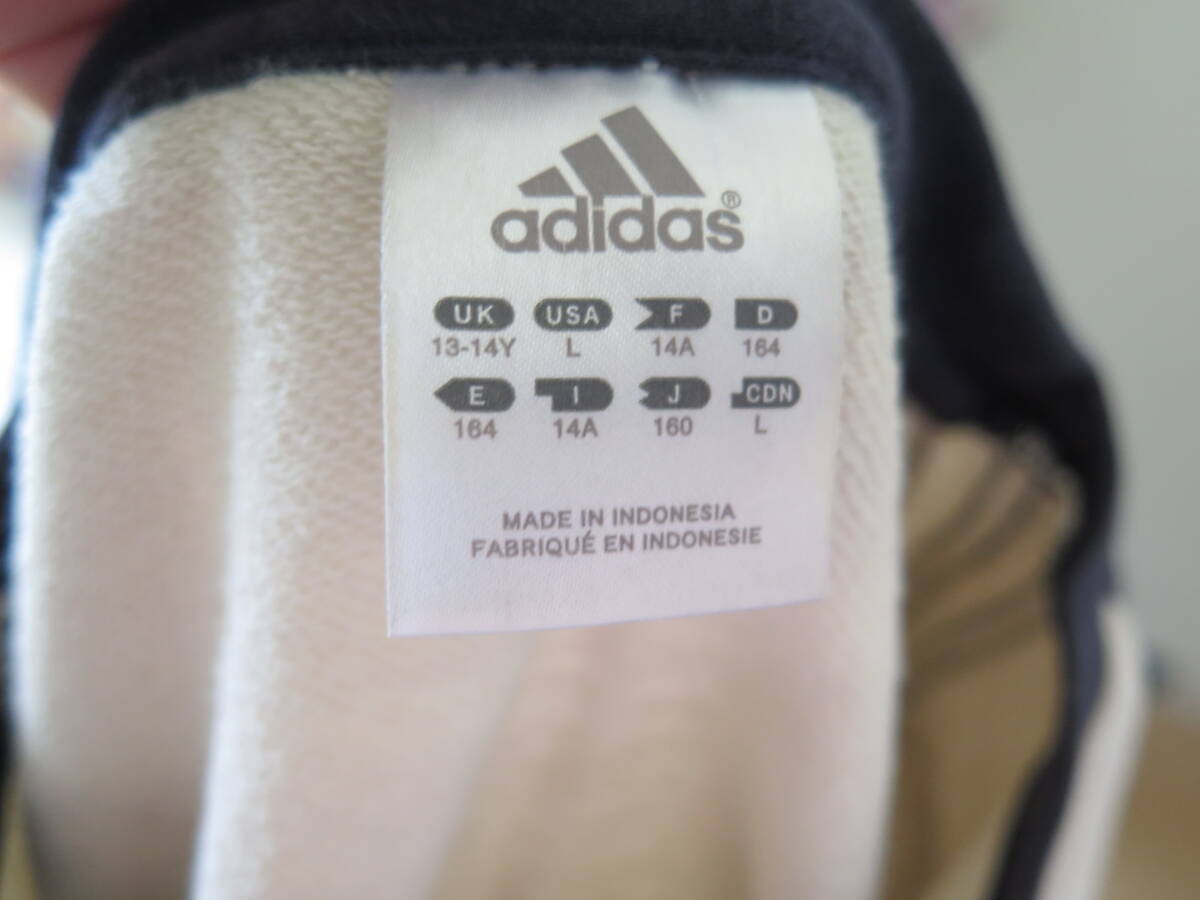 adidas®
UK USA F D
13-14Y L 14A 164
E I J CDN
164 14A 160 L
MADE IN INDONESIA
FABRIQUÉ EN INDONESIE